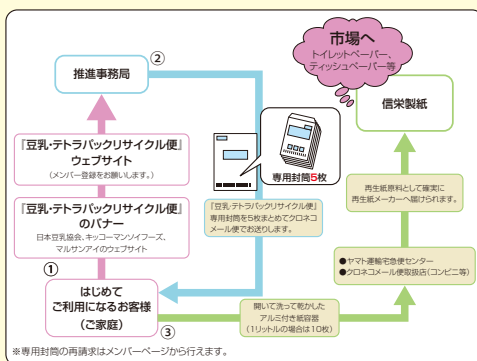 市場へ
トイレットペーパー、
ティッシュペーパー等
②
推進事務局
信栄製紙
『豆乳・テトラパックリサイクル便』
ウェブサイト
(メンバー登録をお願いします。)
専用封筒5枚
『豆乳・テトラパックリサイクル便』
専用封筒を5枚まとめてクロネコ
メール便でお送りします。
再生紙原料として確実に
再生紙メーカーへ届けられます。
『豆乳・テトラパックリサイクル便』
のバナー
日本豆乳協会、キッコーマンソイフーズ、
マルサンアイのウェブサイト
●ヤマト運輸宅急便センター
●クロネコメール便取扱店(コンビニ等)
①
はじめて
ご利用になるお客様
(ご家庭)
③
開いて洗って乾かした
アルミ付き紙容器
(1リットルの場合は10枚)
※専用封筒の再請求はメンバーページから行えます。